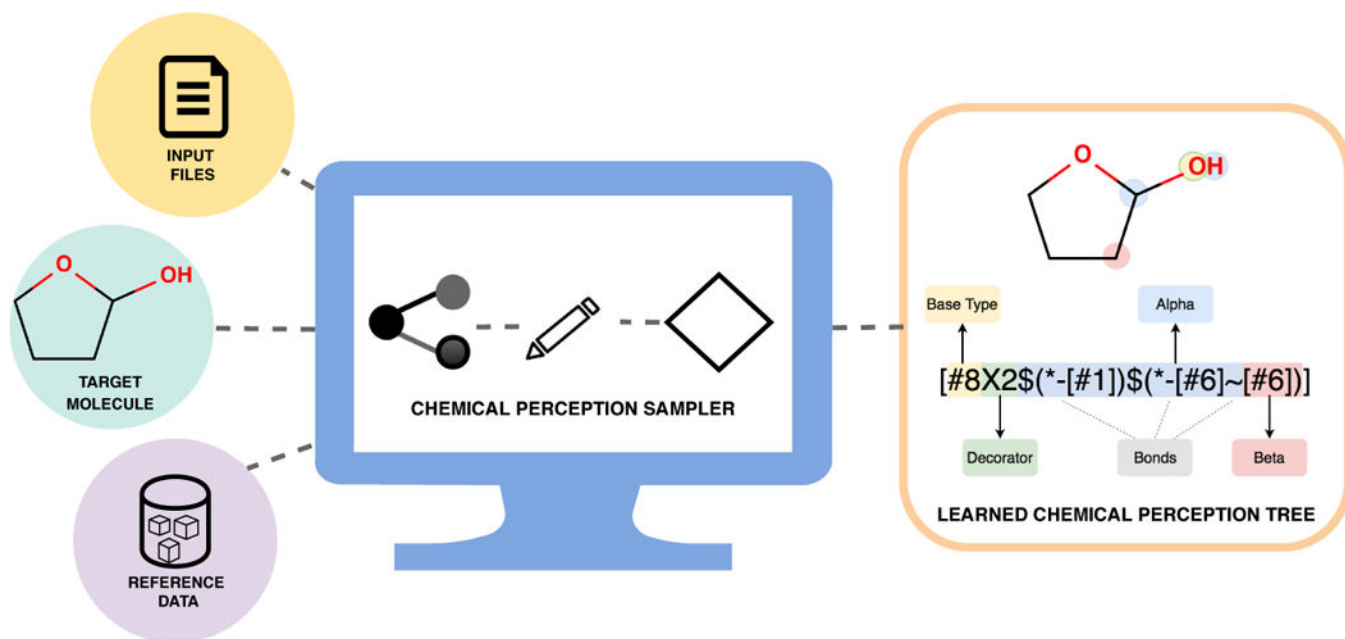 INPUT
FILES
O
OH
TARGET
MOLECULE
REFERENCE
DATA
CHEMICAL PERCEPTION SAMPLER
O
OH
Base Type
Alpha
[#8X2$(*-[#1])$(*-[#6]~[#6])]
Decorator
Bonds
Beta
LEARNED CHEMICAL PERCEPTION TREE